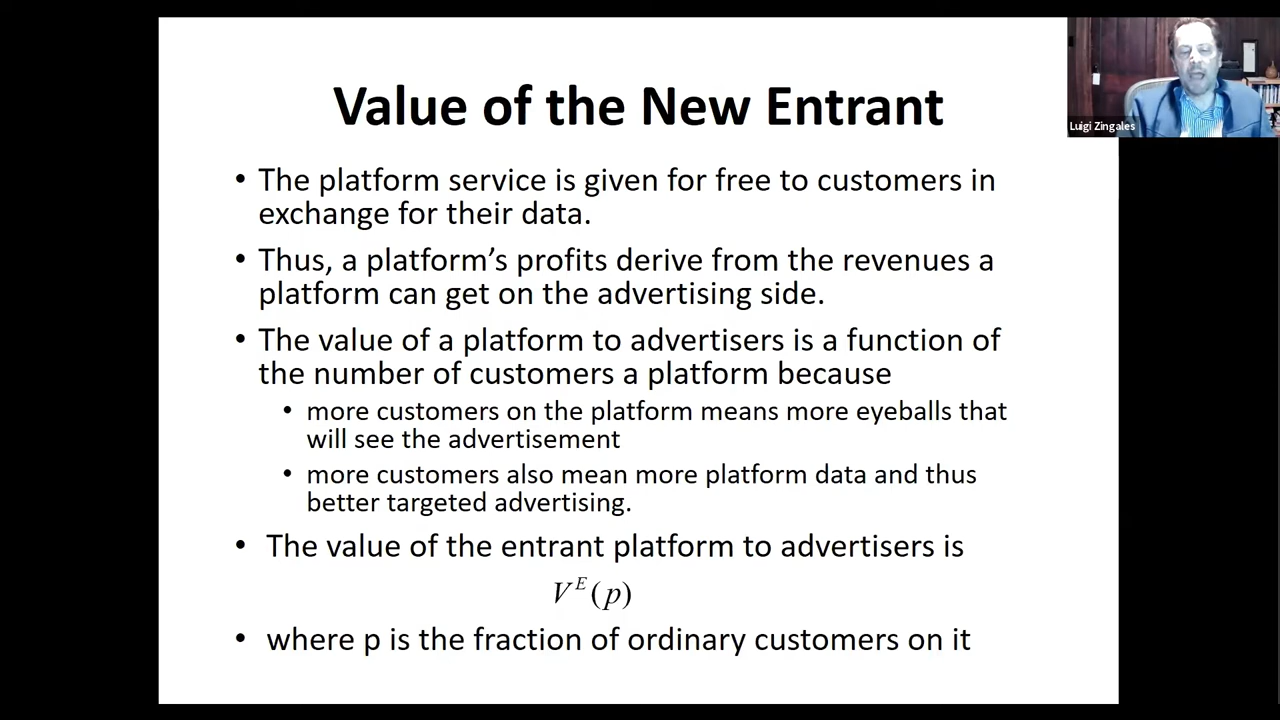 Value of the New Entrant
Luigi Zingales
• The platform service is given for free to customers in
exchange for their data.
• Thus, a platform’s profits derive from the revenues a
platform can get on the advertising side.
• The value of a platform to advertisers is a function of
the number of customers a platform because
• more customers on the platform means more eyeballs that
will see the advertisement
• more customers also mean more platform data and thus
better targeted advertising.
• The value of the entrant platform to advertisers is
V^E(p)
• where p is the fraction of ordinary customers on it